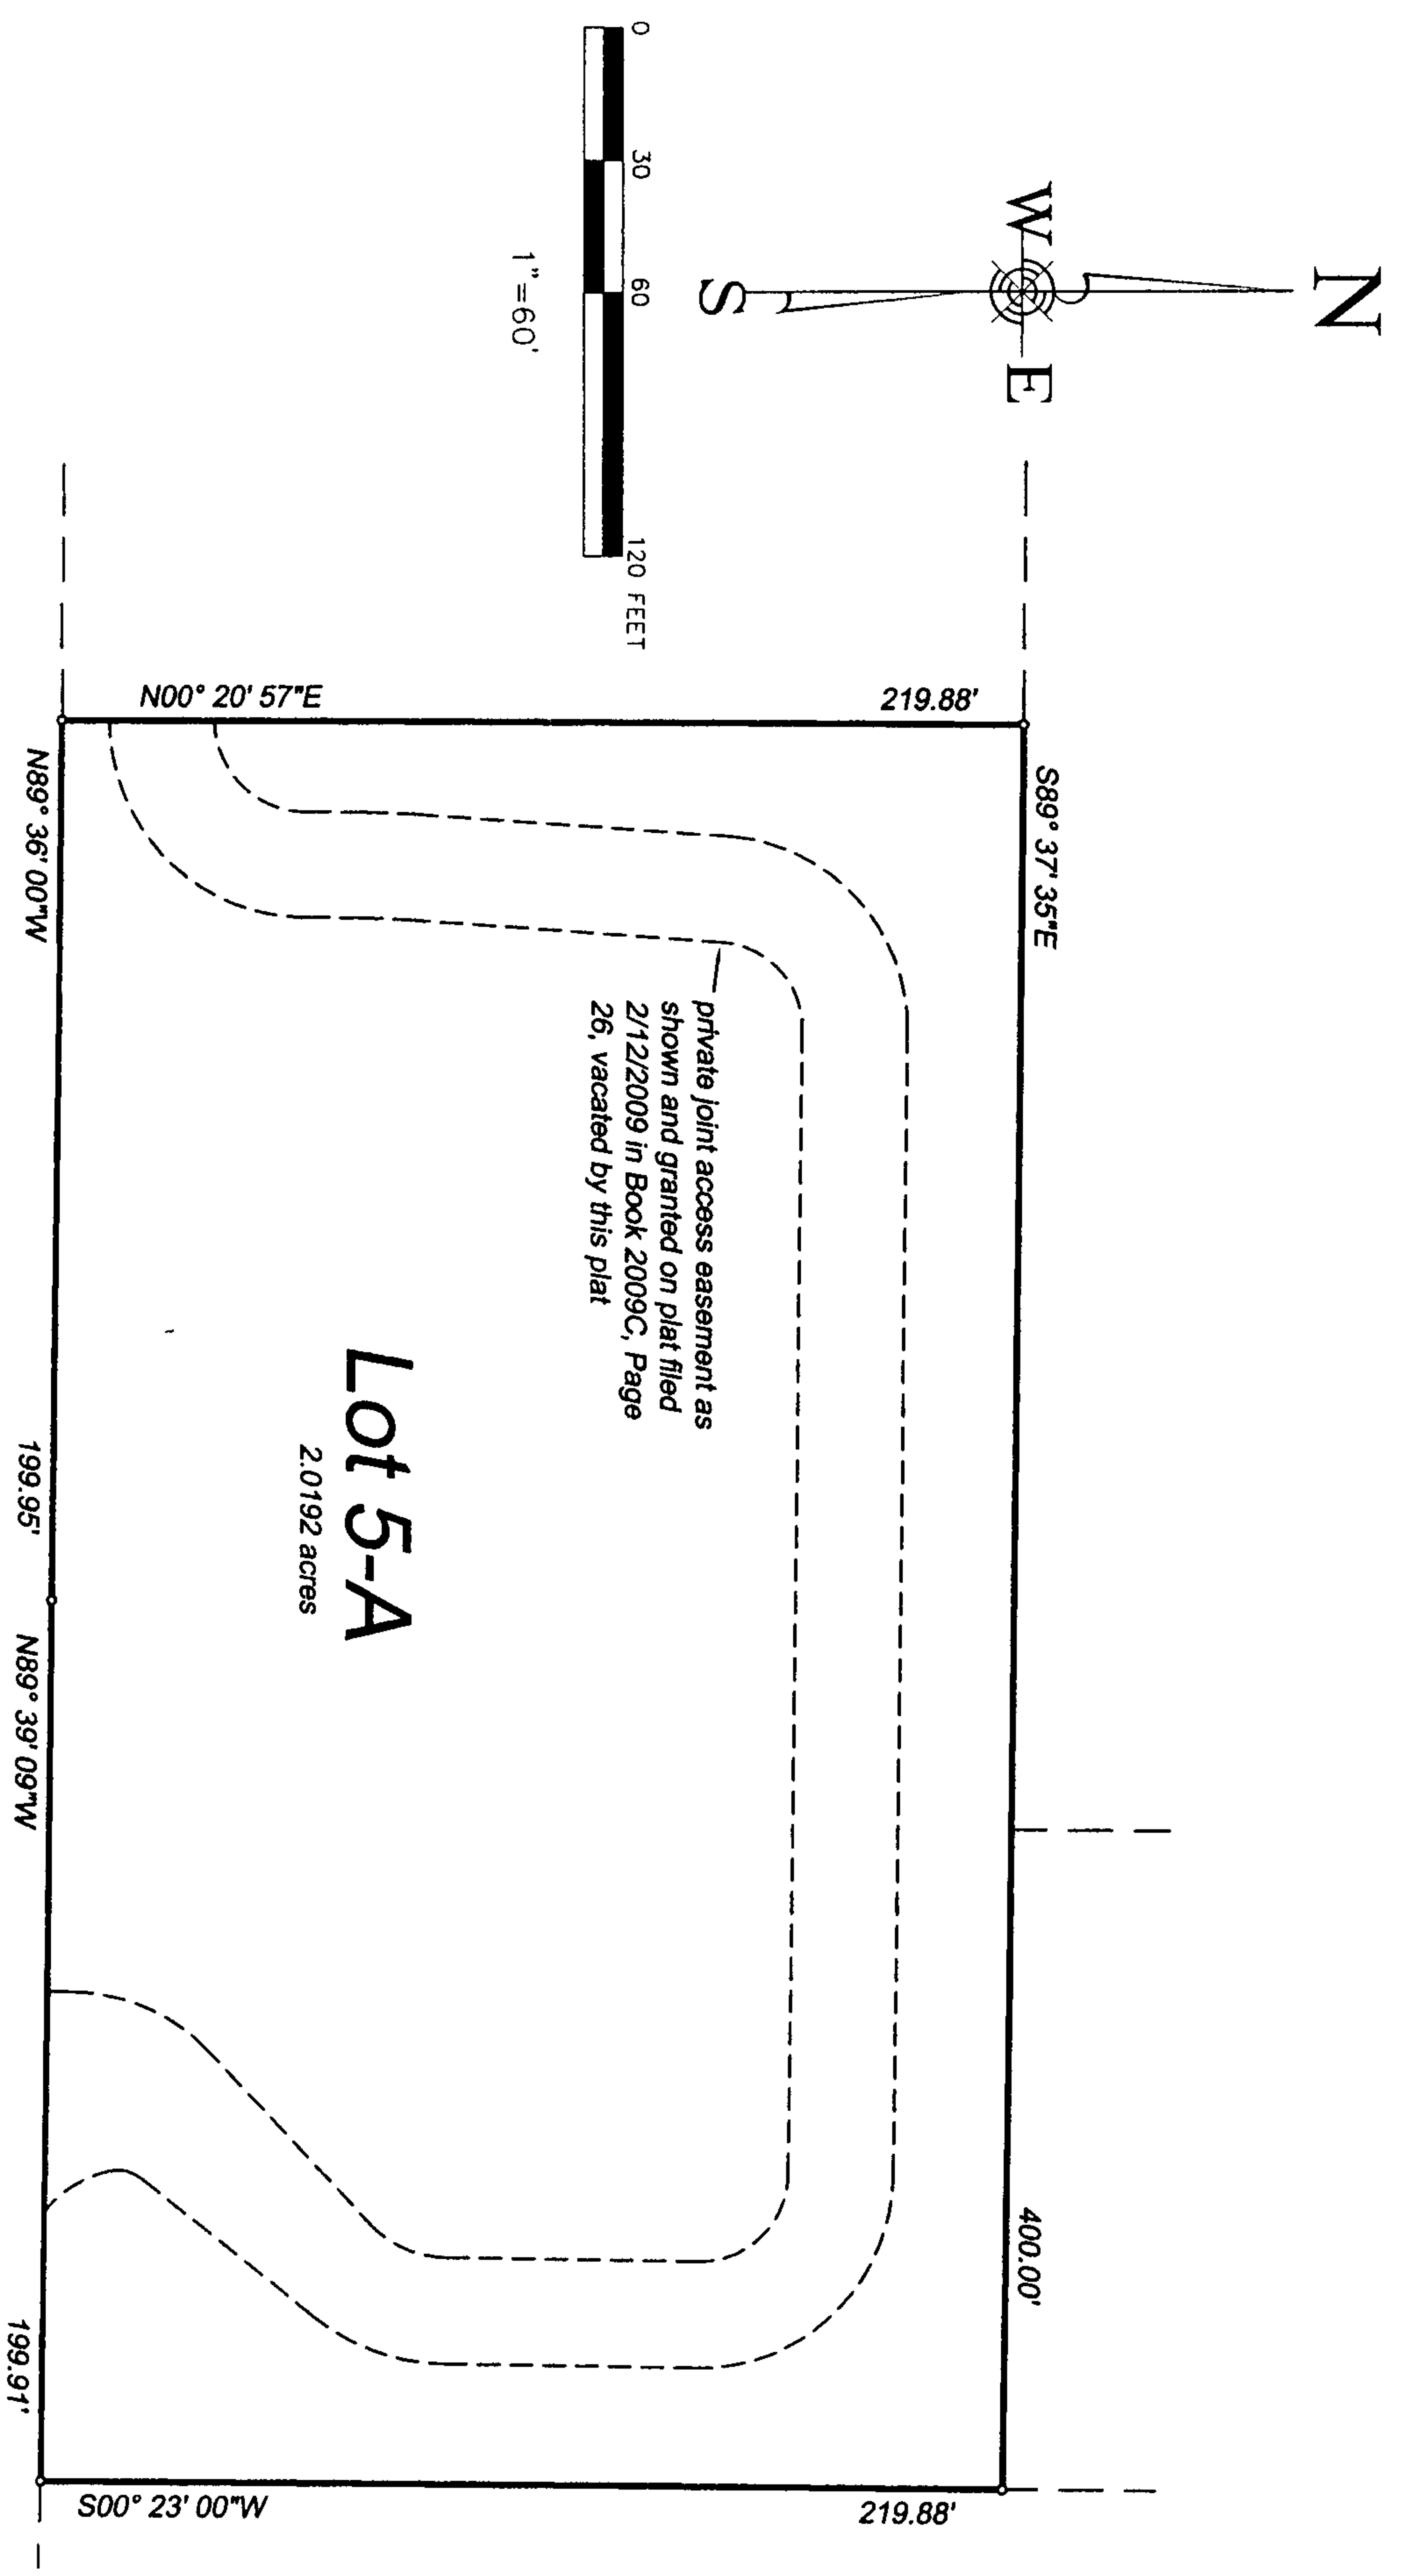 N
W
E
S
0
30
60
120 FEET
1"=60'
S89° 37' 35"E
400.00'
N00° 20' 57"E
219.88'
private joint access easement as
shown and granted on plat filed
2/12/2009 in Book 2009C, Page
26, vacated by this plat
Lot 5-A
2.0192 acres
N89° 36' 00"W
199.95'
N89° 39' 09"W
199.91'
S00° 23' 00"W
219.88'